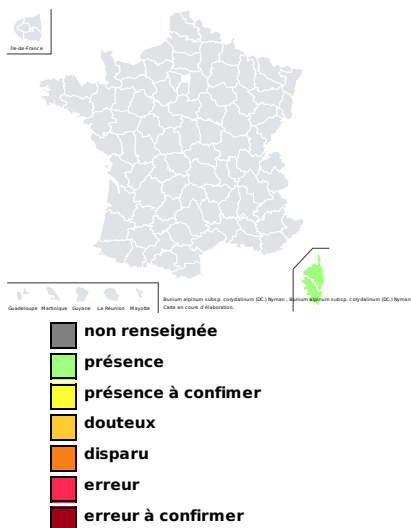 Île-de-France
Guadeloupe Martinique Guyane La Réunion Mayotte
Bunium alpinum subsp. corydalinum (DC.) Nyman , Bunium alpinum subsp. corydalinum (DC.) Nyman
Carte en cours d'élaboration.
non renseignée
présence
présence à confimer
douteux
disparu
erreur
erreur à confirmer